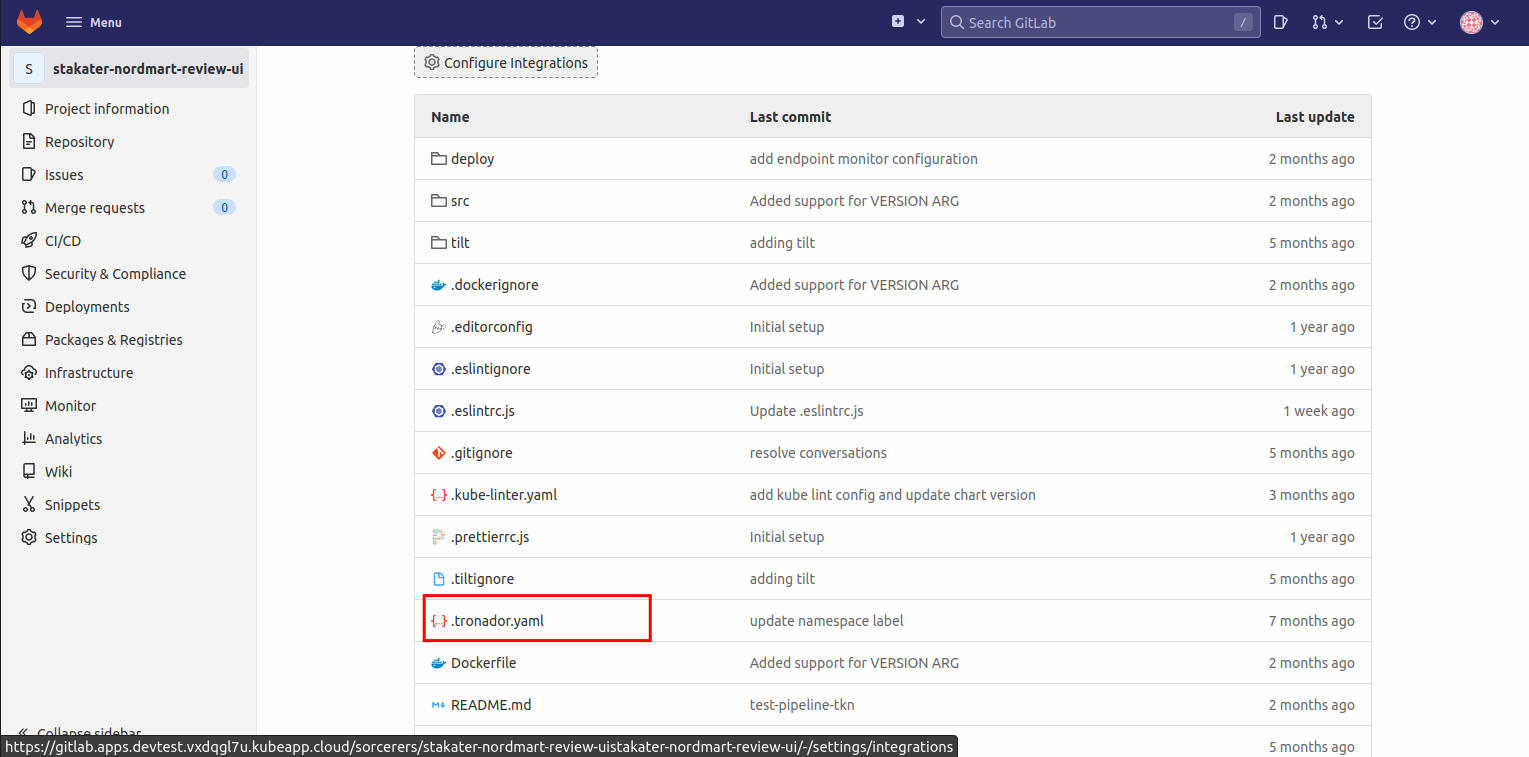 Menu
Search GitLab /
S stakater-nordmart-review-ui
Project information
Repository
Issues 0
Merge requests 0
CI/CD
Security & Compliance
Deployments
Packages & Registries
Infrastructure
Monitor
Analytics
Wiki
Snippets
Settings
Collapse sidebar
Configure Integrations
Name Last commit Last update
deploy add endpoint monitor configuration 2 months ago
src Added support for VERSION ARG 2 months ago
tilt adding tilt 5 months ago
.dockerignore Added support for VERSION ARG 2 months ago
.editorconfig Initial setup 1 year ago
.eslintignore Initial setup 1 year ago
.eslintrc.js Update .eslintrc.js 1 week ago
.gitignore resolve conversations 5 months ago
.kube-linter.yaml add kube lint config and update chart version 3 months ago
.prettierrc.js Initial setup 1 year ago
.tiltignore adding tilt 5 months ago
.tronador.yaml update namespace label 7 months ago
Dockerfile Added support for VERSION ARG 2 months ago
README.md test-pipeline-tkn 2 months ago
5 months ago
https://gitlab.apps.devtest.vxdqgl7u.kubeapp.cloud/sorcerers/stakater-nordmart-review-uistakater-nordmart-review-ui/-/settings/integrations